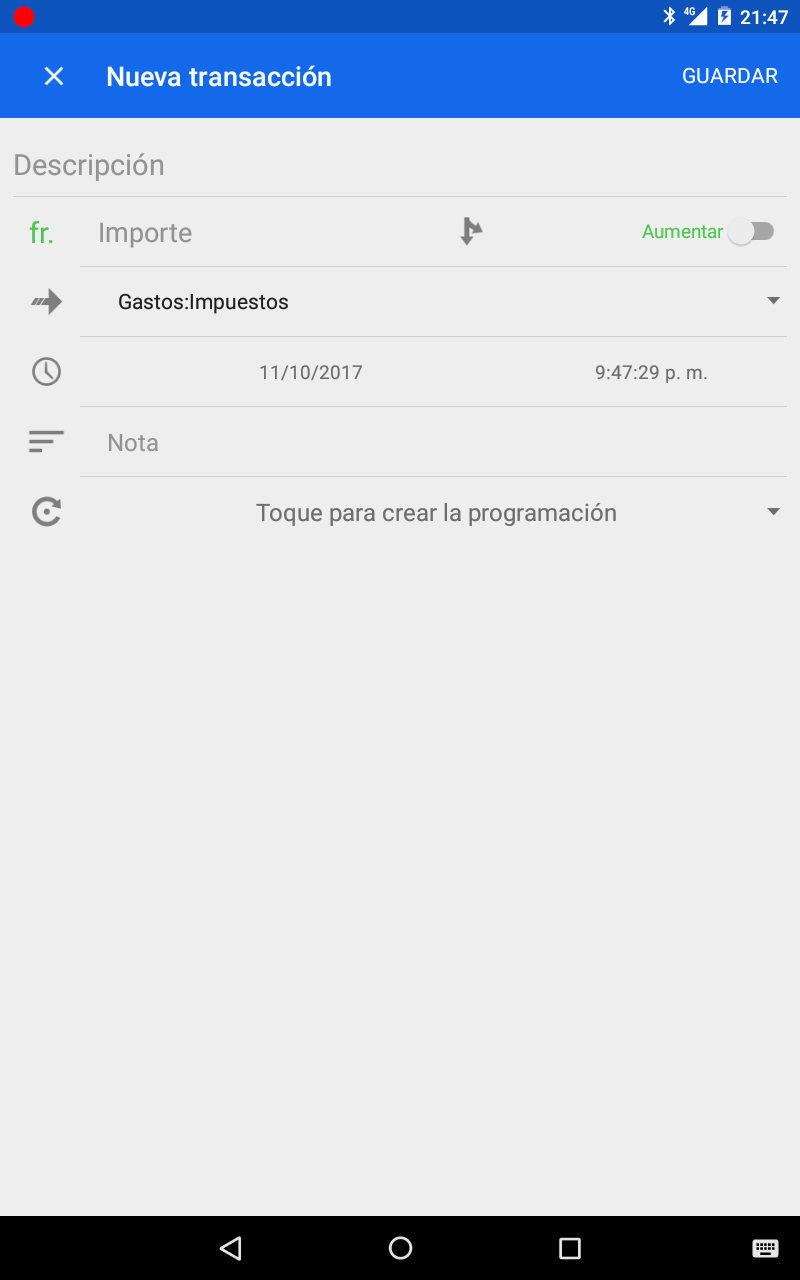 4G 21:47
Nueva transacción GUARDAR
Descripción
fr. Importe Aumentar
Gastos:Impuestos
11/10/2017 9:47:29 p. m.
Nota
Toque para crear la programación